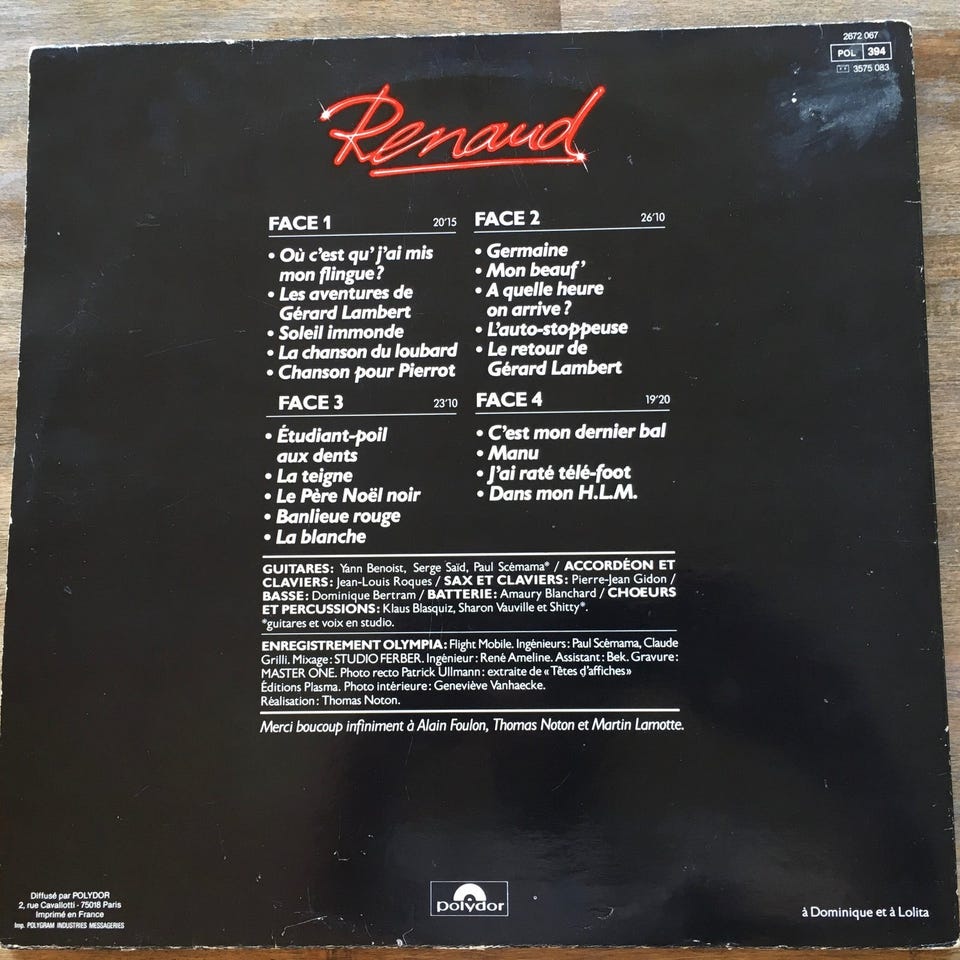 2672 067
POL 394
3575 083
Renaud
FACE 1 20'15
• Où c'est qu' j'ai mis
mon flingue?
• Les aventures de
Gérard Lambert
• Soleil immonde
• La chanson du loubard
• Chanson pour Pierrot
FACE 2 26'10
• Germaine
• Mon beauf'
• A quelle heure
on arrive?
• L'auto-stoppeuse
• Le retour de
Gérard Lambert
FACE 3 23'10
• Étudiant-poil
aux dents
• La teigne
• Le Père Noël noir
• Banlieue rouge
• La blanche
FACE 4 19'20
• C'est mon dernier bal
• Manu
• J'ai raté télé-foot
• Dans mon H.L.M.
GUITARES: Yann Benoist, Serge Saïd, Paul Scémama* / ACCORDÉON ET
CLAVIERS: Jean-Louis Roques / SAX ET CLAVIERS: Pierre-Jean Gidon /
BASSE: Dominique Bertram / BATTERIE: Amaury Blanchard / CHOEURS
ET PERCUSSIONS: Klaus Blasquiz, Sharon Vauville et Shitty*.
*guitares et voix en studio.
ENREGISTREMENT OLYMPIA: Flight Mobile. Ingénieurs: Paul Scémama, Claude
Grilli. Mixage: STUDIO FERBER. Ingénieur: René Ameline. Assistant: Bek. Gravure:
MASTER ONE. Photo recto Patrick Ullmann: extraite de «Têtes d'affiches»
Éditions Plasma. Photo intérieure: Geneviève Vanhaecke.
Réalisation: Thomas Noton.
Merci boucoup infiniment à Alain Foulon, Thomas Noton et Martin Lamotte.
Diffusé par POLYDOR
2, rue Cavallotti - 75018 Paris
Imprimé en France
Imp. POLYGRAM INDUSTRIES MESSAGERIES
polydor
à Dominique et à Lolita